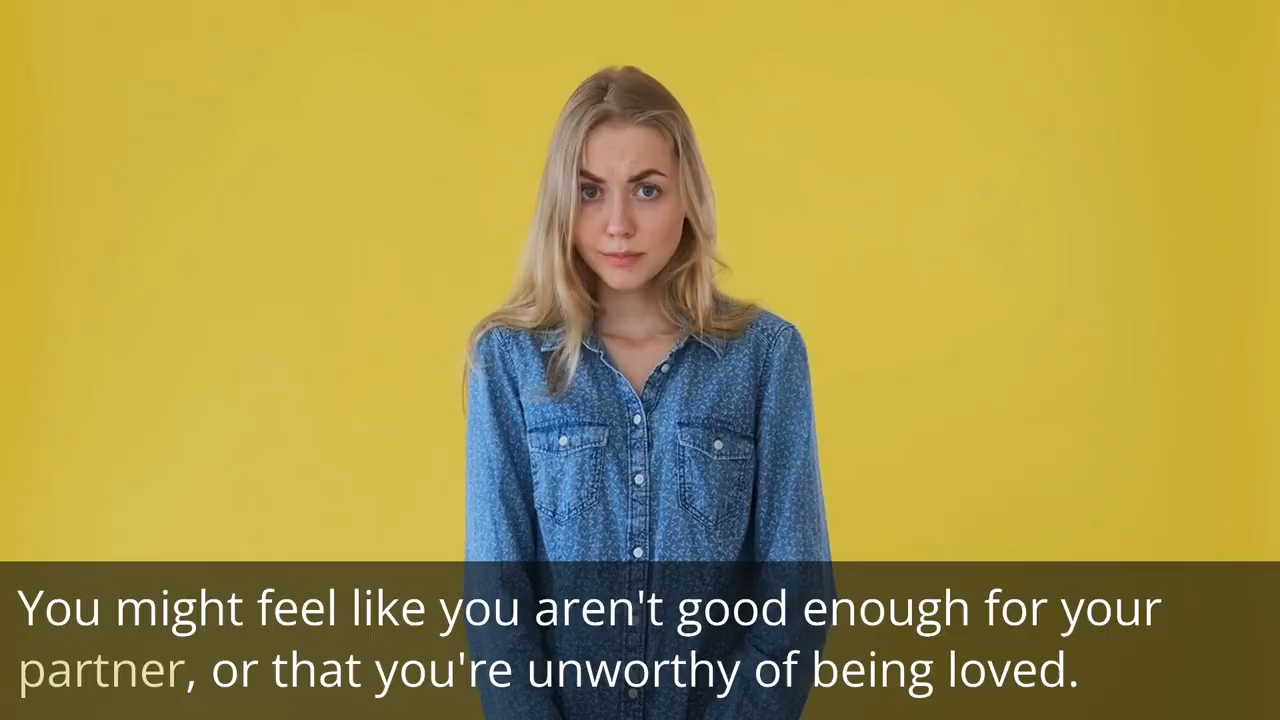 You might feel like you aren't good enough for your
partner, or that you're unworthy of being loved.